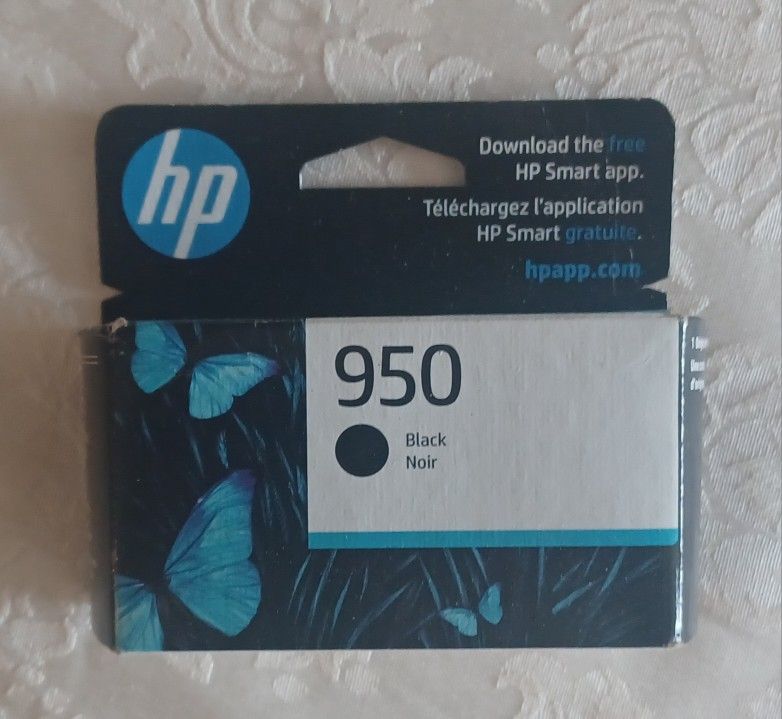 hp
Download the free
HP Smart app.
Téléchargez l'application
HP Smart gratuite.
hpapp.com
950
Black
Noir